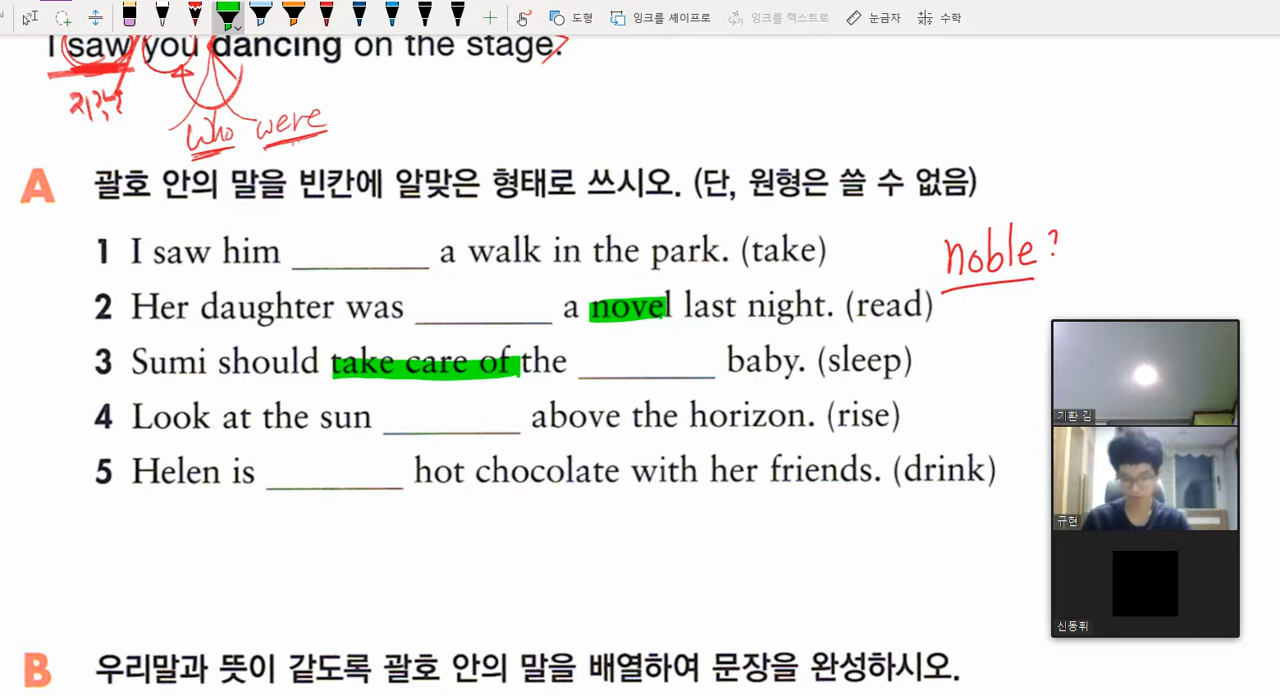 도형 잉크를 셰이프로 잉크를 텍스트로 눈금자 수학
I saw you dancing on the stage.
지각
who were
A 괄호 안의 말을 빈칸에 알맞은 형태로 쓰시오. (단, 원형은 쓸 수 없음)
noble?
1 I saw him ________ a walk in the park. (take)
2 Her daughter was ________ a novel last night. (read)
3 Sumi should take care of the ________ baby. (sleep)
4 Look at the sun ________ above the horizon. (rise)
5 Helen is ________ hot chocolate with her friends. (drink)
기환 김
규현
신동휘
B 우리말과 뜻이 같도록 괄호 안의 말을 배열하여 문장을 완성하시오.